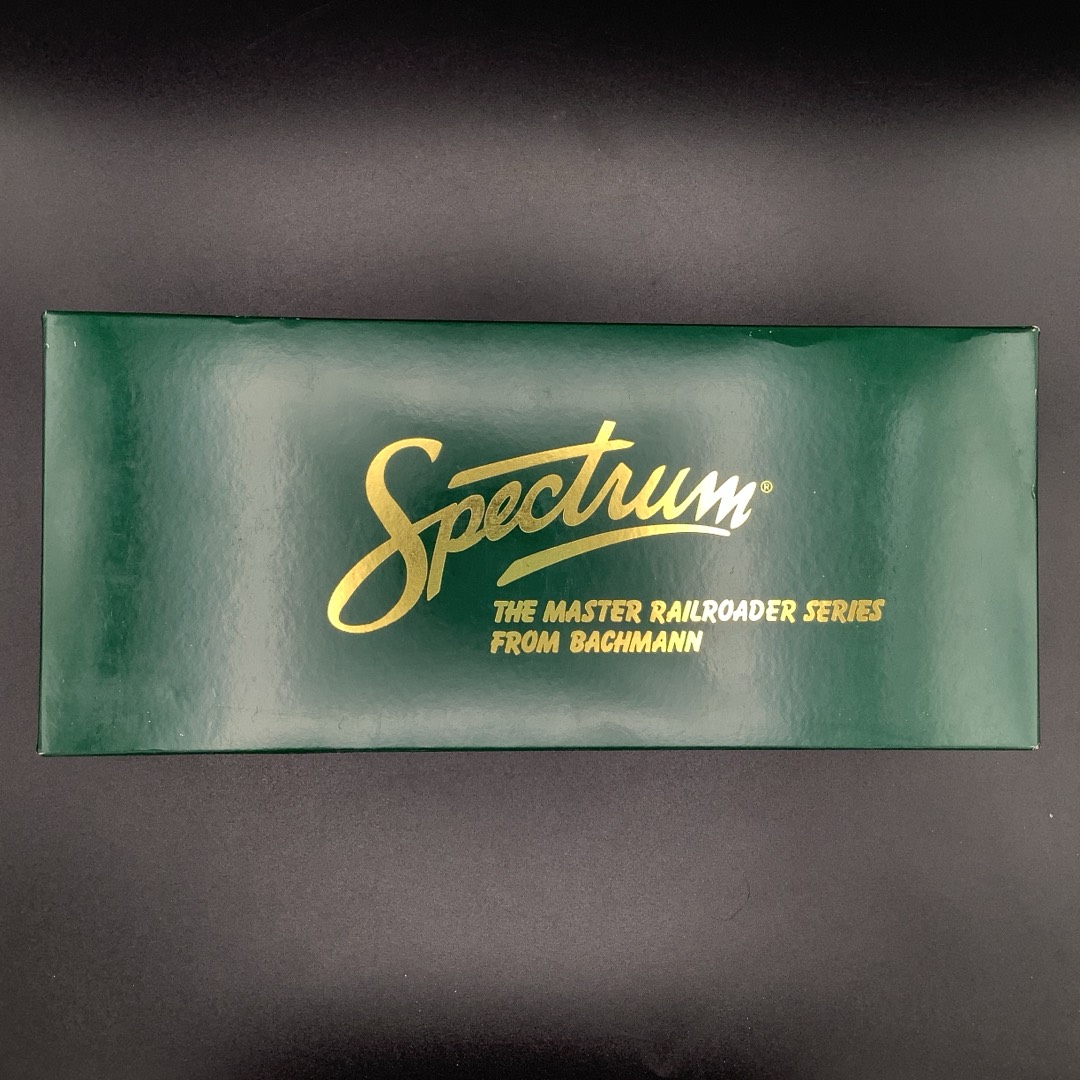 Spectrum®
THE MASTER RAILROADER SERIES
FROM BACHMANN